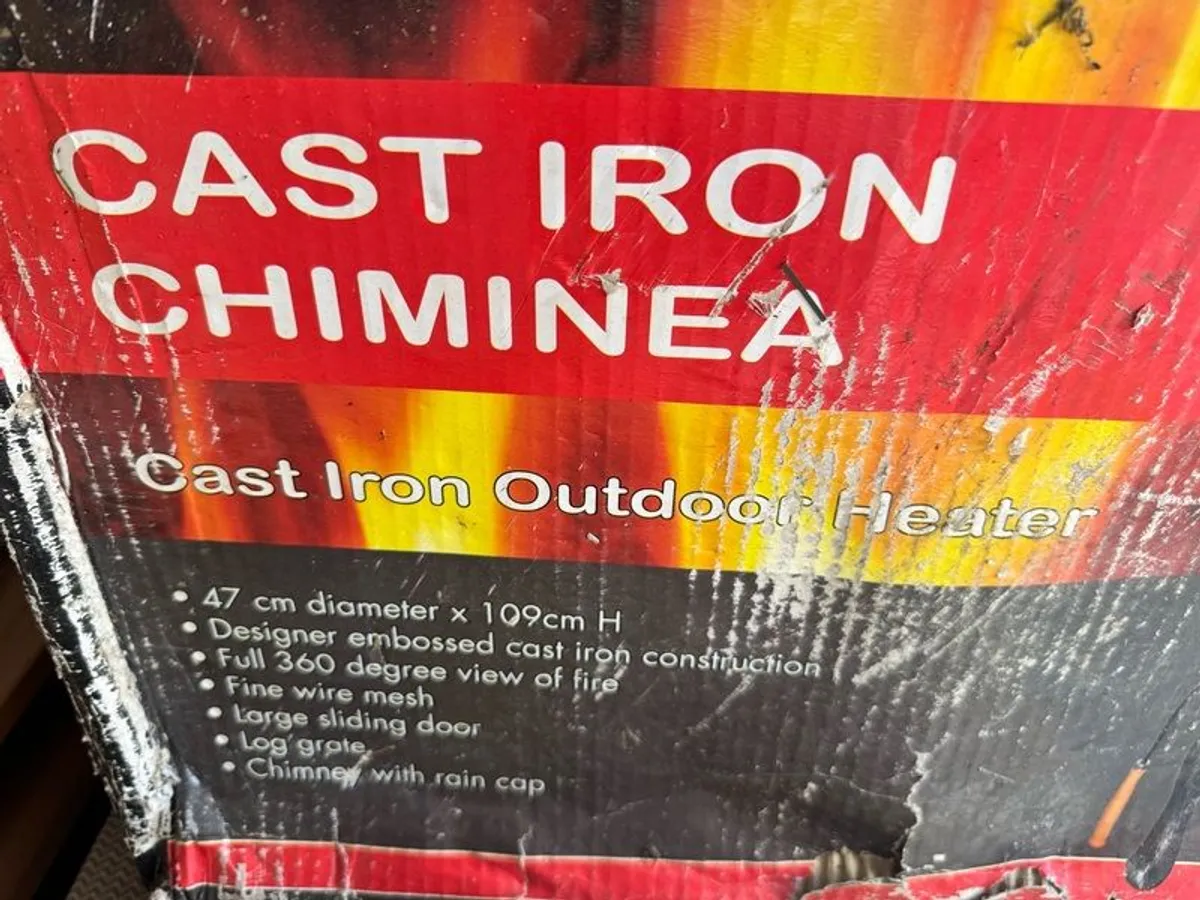 CAST IRON
CHIMINEA
Cast Iron Outdoor Heater
• 47 cm diameter x 109cm H
• Designer embossed cast iron construction
• Full 360 degree view of fire
• Fine wire mesh
• Large sliding door
• Log grate
• Chimney with rain cap